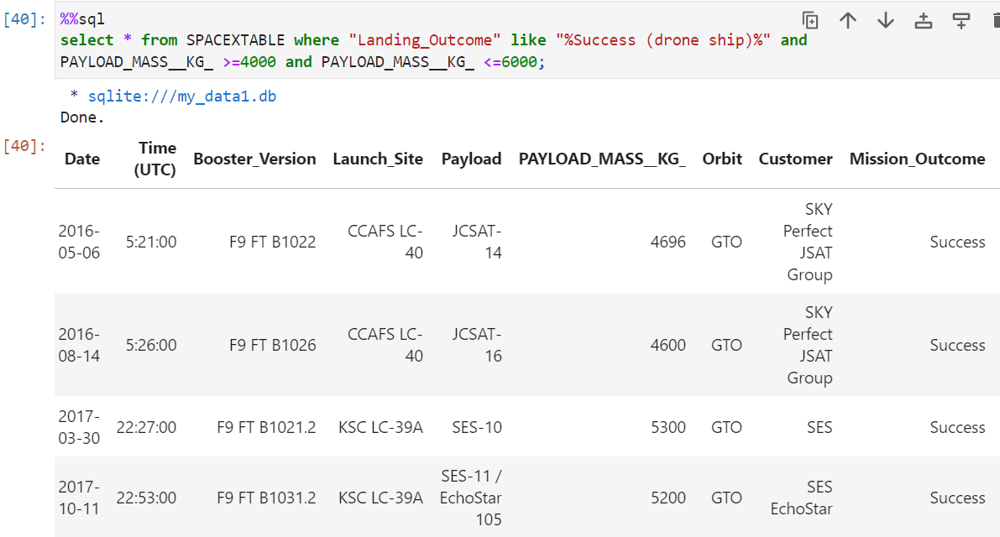 [40]: %%sql
select * from SPACEXTABLE where "Landing_Outcome" like "%Success (drone ship)%" and
PAYLOAD_MASS__KG_ >=4000 and PAYLOAD_MASS__KG_ <=6000;
* sqlite:///my_data1.db
Done.
[40]:
Date Time (UTC) Booster_Version Launch_Site Payload PAYLOAD_MASS__KG_ Orbit Customer Mission_Outcome
2016-05-06 5:21:00 F9 FT B1022 CCAFS LC-40 JCSAT-14 4696 GTO SKY Perfect JSAT Group Success
2016-08-14 5:26:00 F9 FT B1026 CCAFS LC-40 JCSAT-16 4600 GTO SKY Perfect JSAT Group Success
2017-03-30 22:27:00 F9 FT B1021.2 KSC LC-39A SES-10 5300 GTO SES Success
2017-10-11 22:53:00 F9 FT B1031.2 KSC LC-39A SES-11 / EchoStar 105 5200 GTO SES EchoStar Success